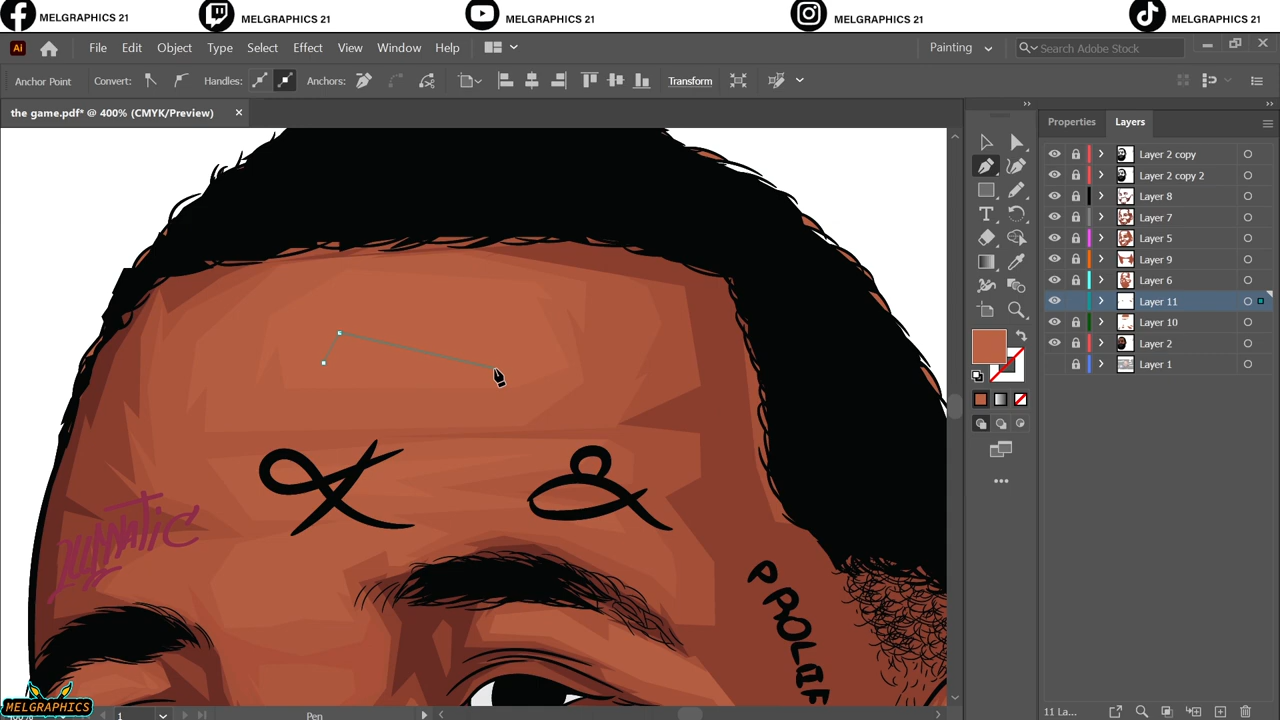 MELGRAPHICS 21 MELGRAPHICS 21 MELGRAPHICS 21 MELGRAPHICS 21 MELGRAPHICS 21
Ai File Edit Object Type Select Effect View Window Help Painting Search Adobe Stock
Anchor Point Convert: Handles: Anchors: Transform
the game.pdf* @ 400% (CMYK/Preview)
Properties Layers
Layer 2 copy
Layer 2 copy 2
Layer 8
Layer 7
Layer 5
Layer 9
Layer 6
Layer 11
Layer 10
Layer 2
Layer 1
MELGRAPHICS
1 Pen 11 La...